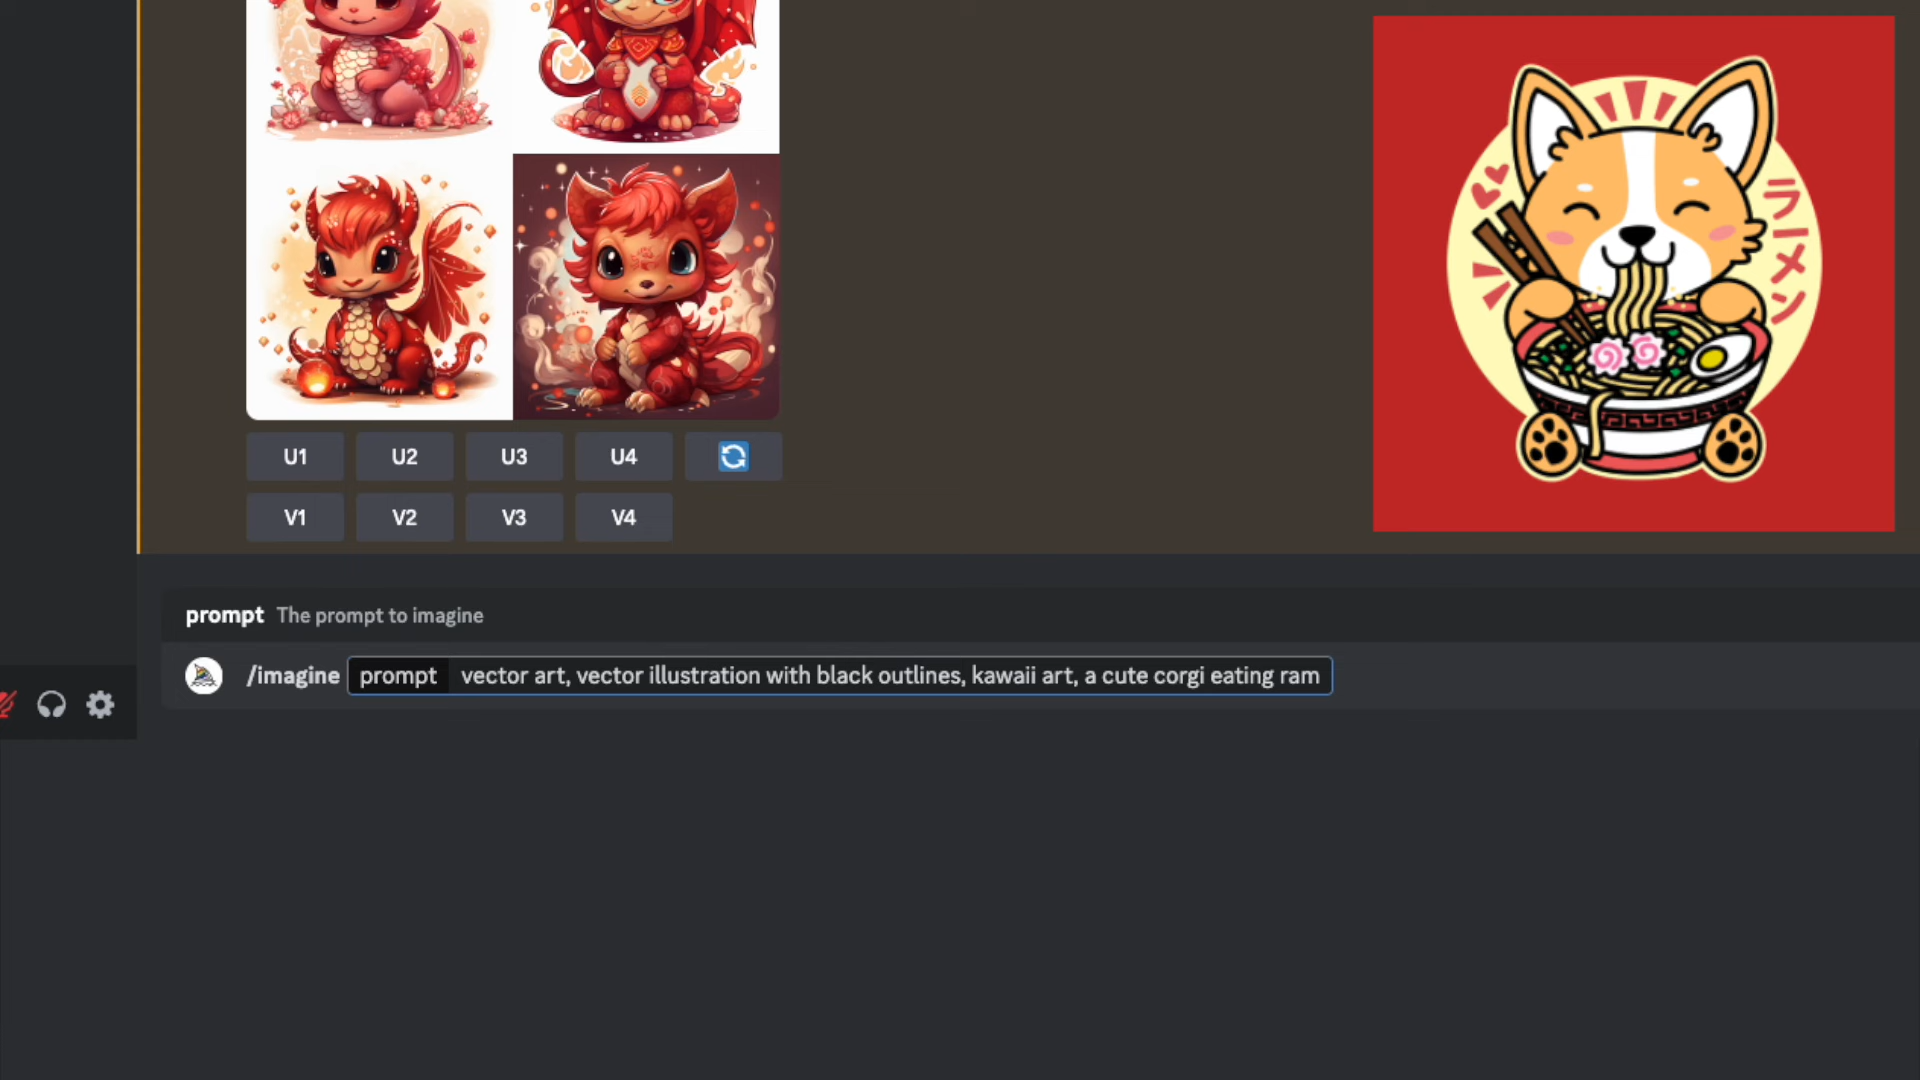 ラーメン
U1 U2 U3 U4
V1 V2 V3 V4
prompt The prompt to imagine
/imagine prompt vector art, vector illustration with black outlines, kawaii art, a cute corgi eating ram